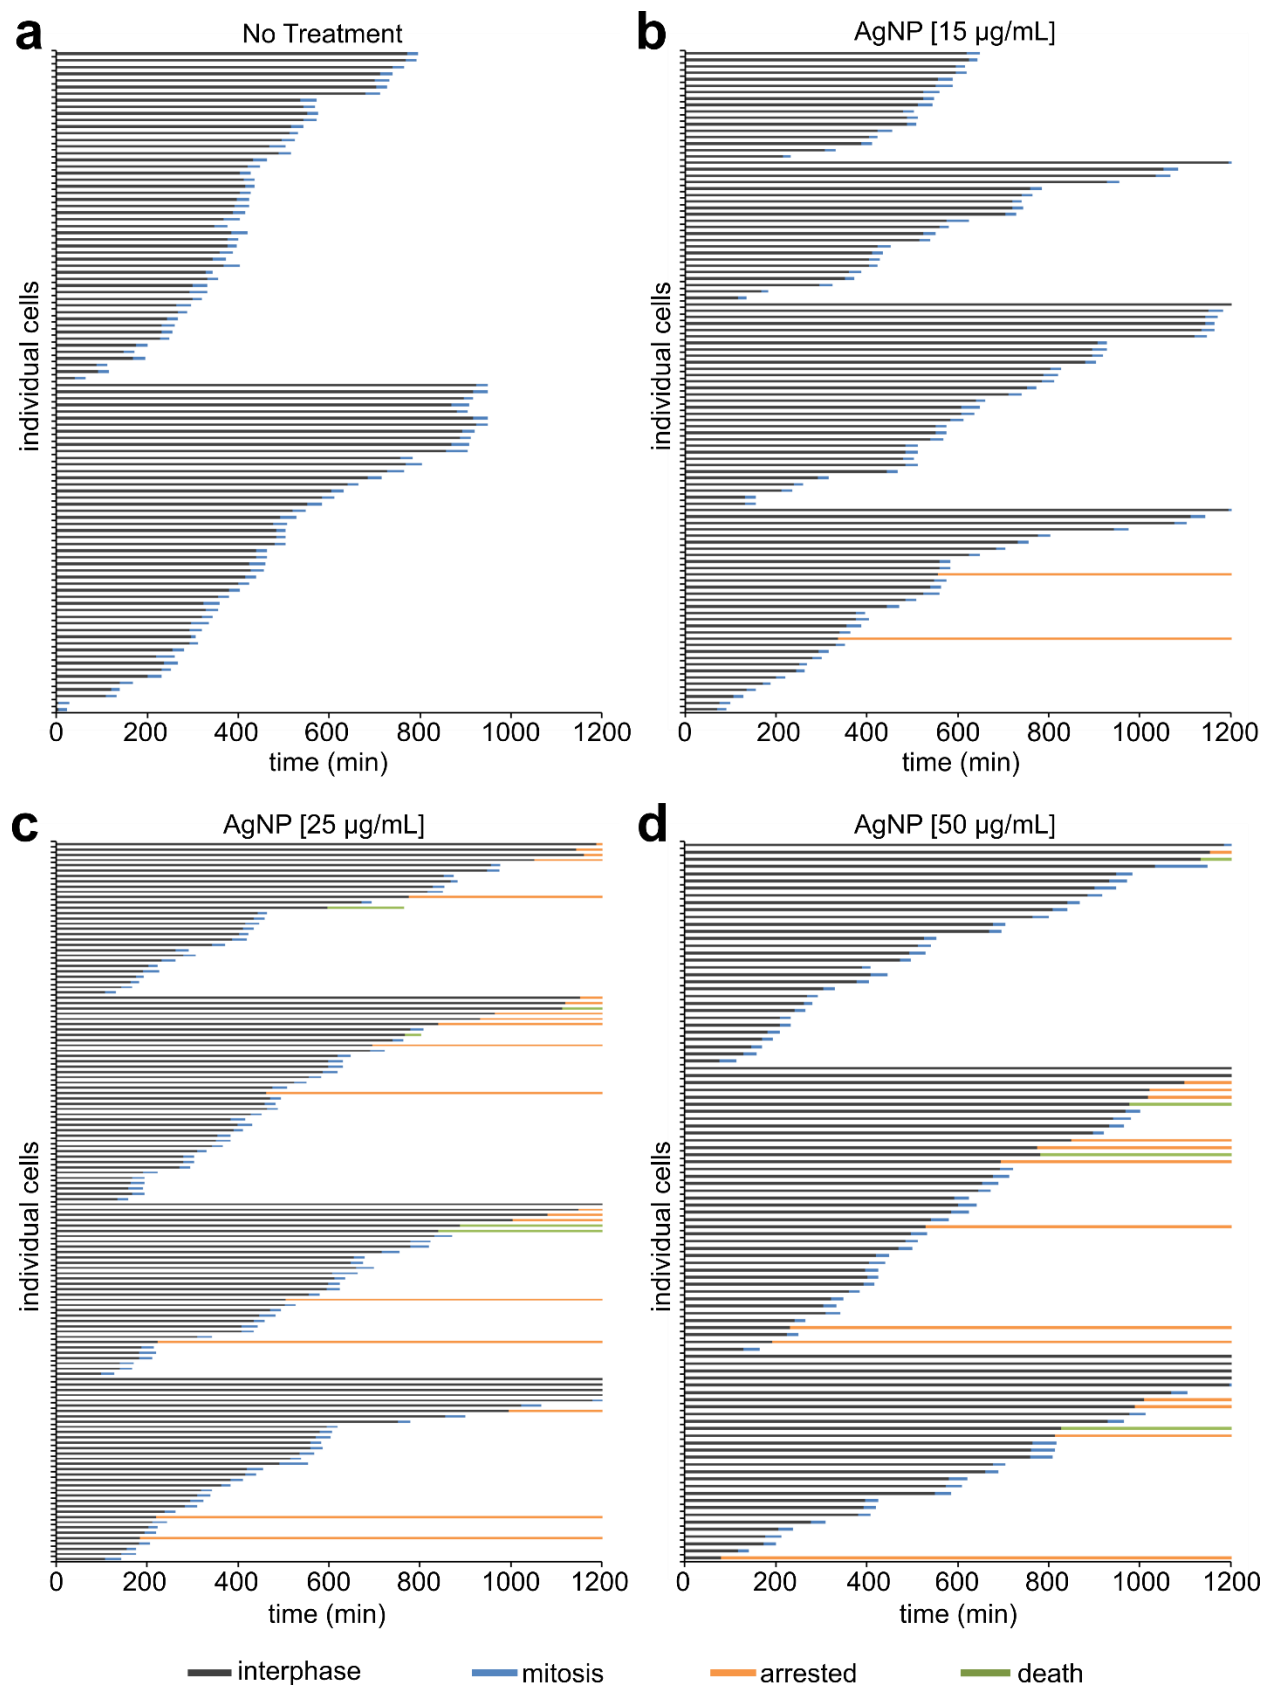 a
No Treatment
individual cells
0 200 400 600 800 1000 1200
time (min)
b
AgNP [15 µg/mL]
individual cells
0 200 400 600 800 1000 1200
time (min)
c
AgNP [25 µg/mL]
individual cells
0 200 400 600 800 1000 1200
time (min)
d
AgNP [50 µg/mL]
individual cells
0 200 400 600 800 1000 1200
time (min)
interphase mitosis arrested death